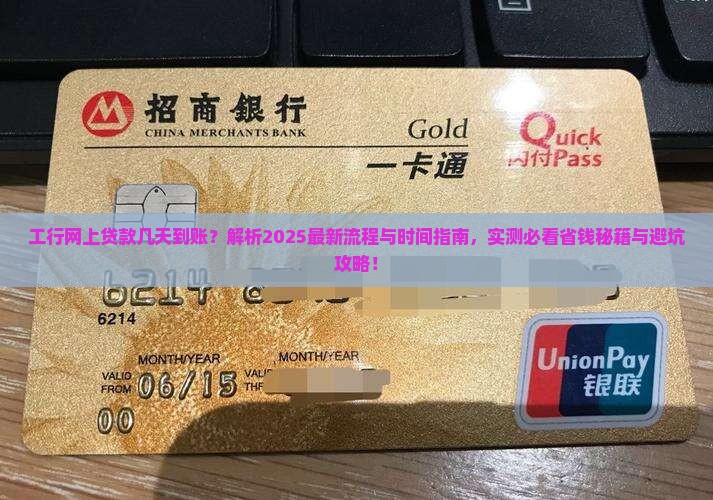 招商銀行
CHINA MERCHANTS BANK
Gold
一卡通
Quick
闪付Pass
工行网上贷款几天到账？解析2025最新流程与时间指南，实测必看省钱秘籍与避坑
攻略！
6214
6214
MONTH/YEAR MONTH/YEAR
VALID FROM 06/15
00
UnionPay
银联